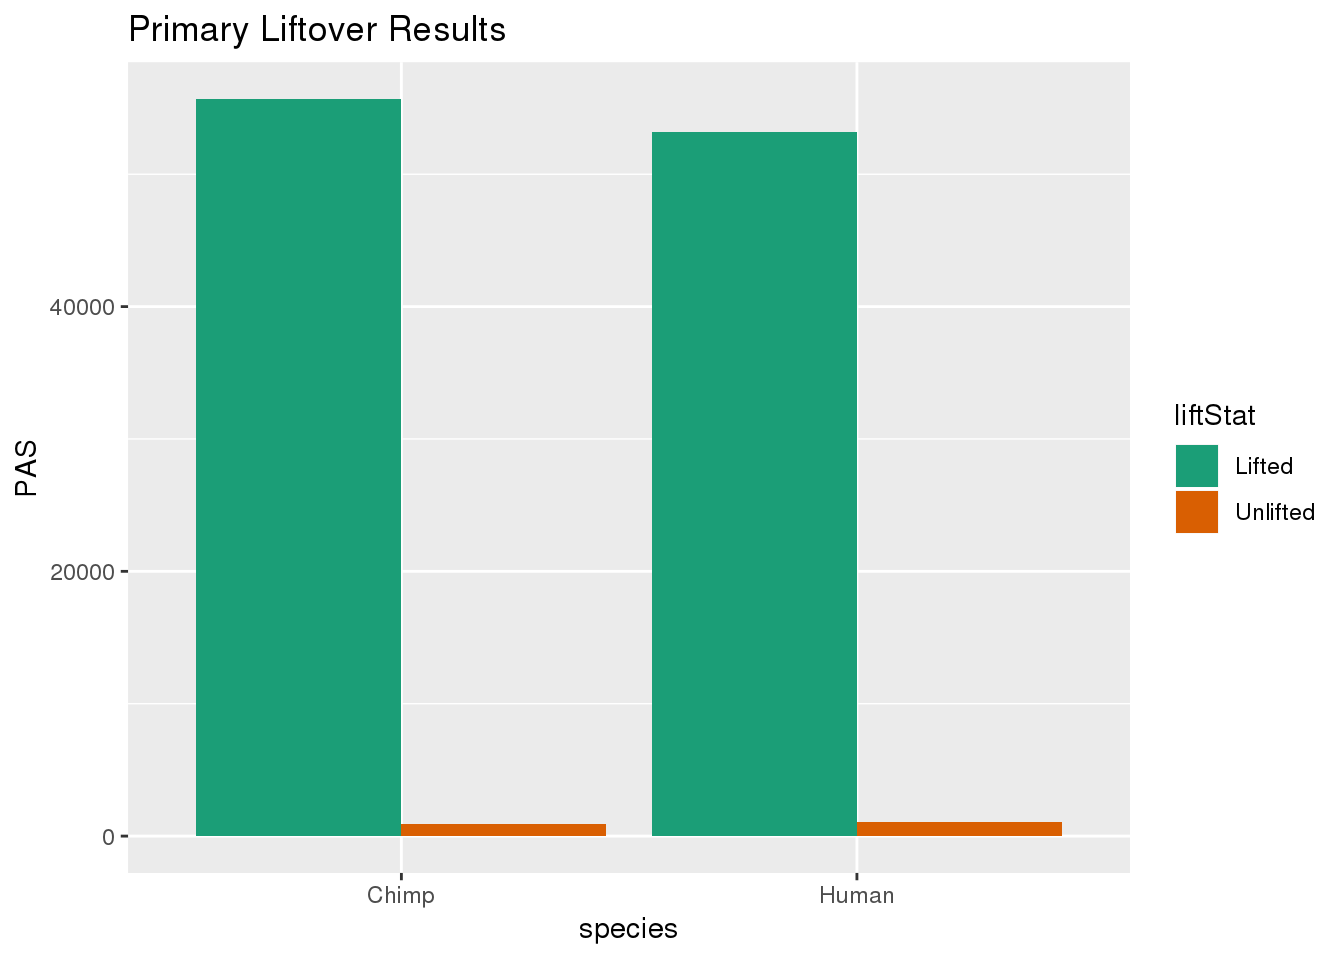 Primary Liftover Results
PAS
40000
20000
0
Chimp
Human
species
liftStat
Lifted
Unlifted